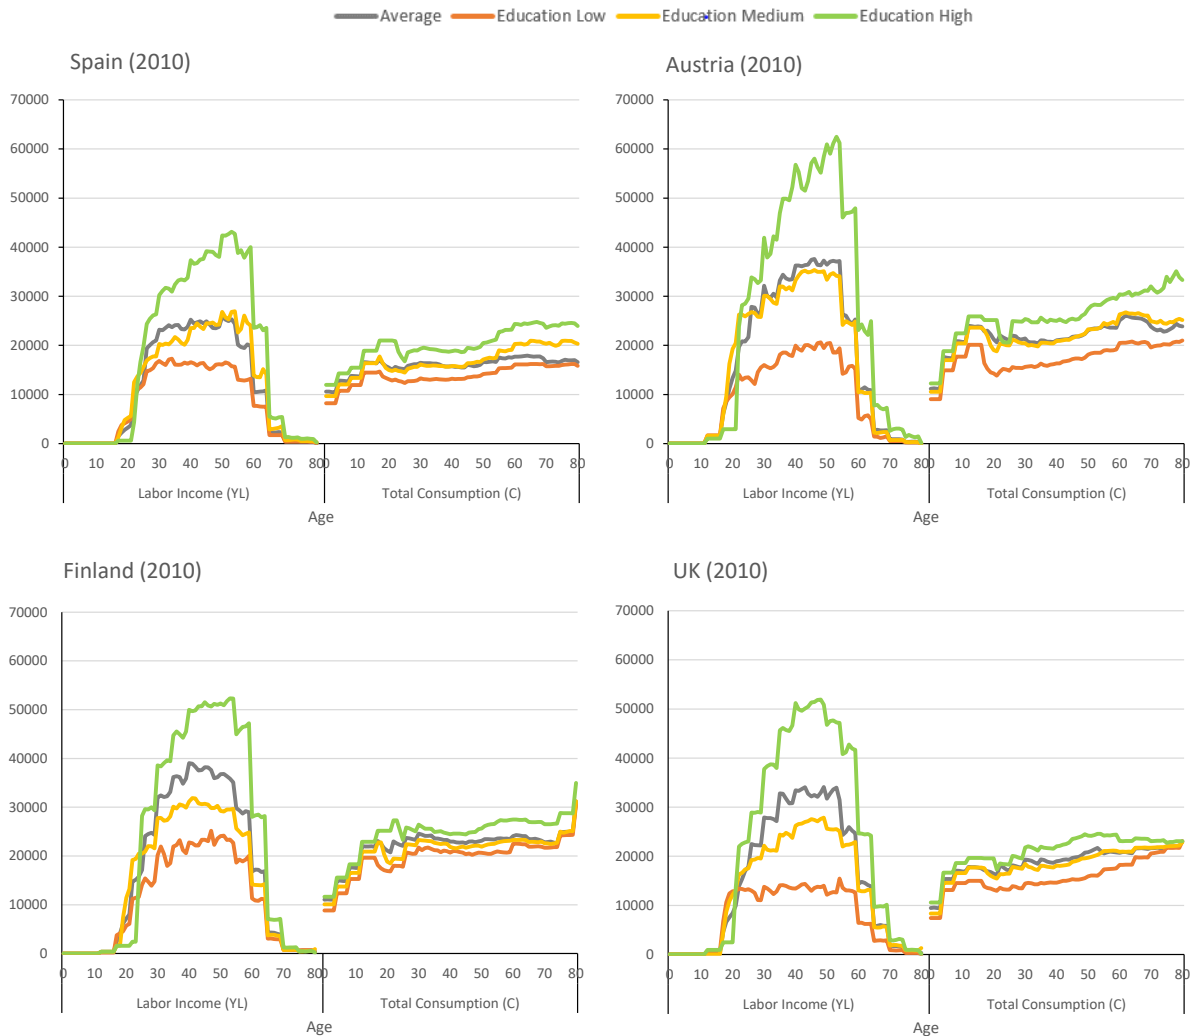 Average Education Low Education Medium Education High
Spain (2010)
70000
60000
50000
40000
30000
20000
10000
0
0 10 20 30 40 50 60 70 80 0 10 20 30 40 50 60 70 80
Labor Income (YL) Total Consumption (C)
Age
Austria (2010)
70000
60000
50000
40000
30000
20000
10000
0
0 10 20 30 40 50 60 70 80 0 10 20 30 40 50 60 70 80
Labor Income (YL) Total Consumption (C)
Age
Finland (2010)
70000
60000
50000
40000
30000
20000
10000
0
0 10 20 30 40 50 60 70 80 0 10 20 30 40 50 60 70 80
Labor Income (YL) Total Consumption (C)
Age
UK (2010)
70000
60000
50000
40000
30000
20000
10000
0
0 10 20 30 40 50 60 70 80 0 10 20 30 40 50 60 70 80
Labor Income (YL) Total Consumption (C)
Age